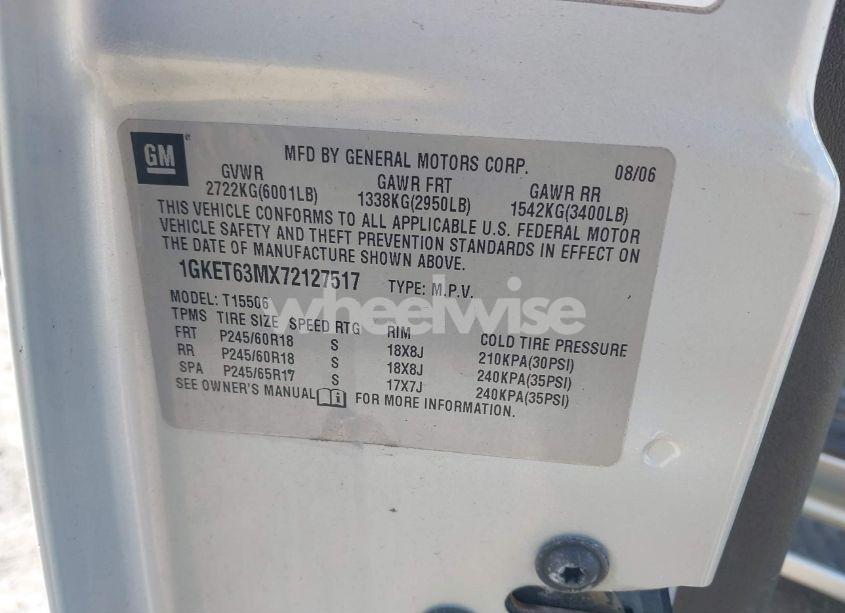 GM
MFD BY GENERAL MOTORS CORP. 08/06
GVWR GAWR FRT GAWR RR
2722KG(6001LB) 1338KG(2950LB) 1542KG(3400LB)
THIS VEHICLE CONFORMS TO ALL APPLICABLE U.S. FEDERAL MOTOR
VEHICLE SAFETY AND THEFT PREVENTION STANDARDS IN EFFECT ON
THE DATE OF MANUFACTURE SHOWN ABOVE.
1GKET63MX72127517 TYPE: M.P.V.
wheelwise
MODEL: T15506
TPMS TIRE SIZE SPEED RTG RIM COLD TIRE PRESSURE
FRT P245/60R18 S 18X8J 210KPA(30PSI)
RR P245/60R18 S 18X8J 240KPA(35PSI)
SPA P245/65R17 S 17X7J 240KPA(35PSI)
SEE OWNER'S MANUAL i FOR MORE INFORMATION.